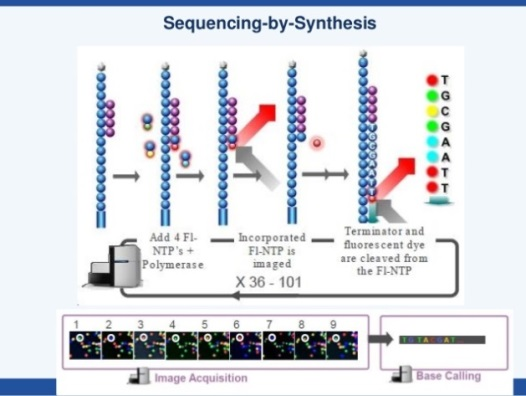 Sequencing-by-Synthesis
T
G
C
G
A
A
T
T
Add 4 Fl-
NTP's +
Polymerase
Incorporated
Fl-NTP is
imaged
Terminator and
fluorescent dye
are cleaved from
the Fl-NTP
X 36 - 101
1 2 3 4 5 6 7 8 9
Image Acquisition
Base Calling